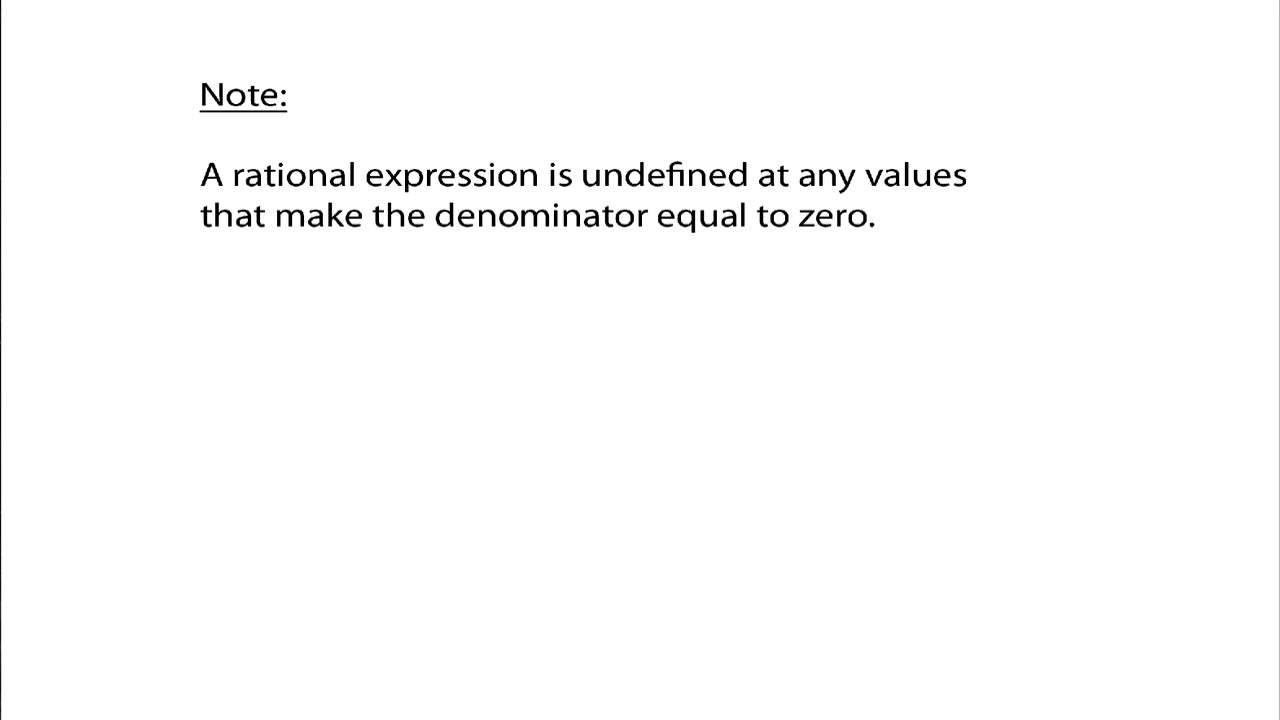 Note:
A rational expression is undefined at any values
that make the denominator equal to zero.